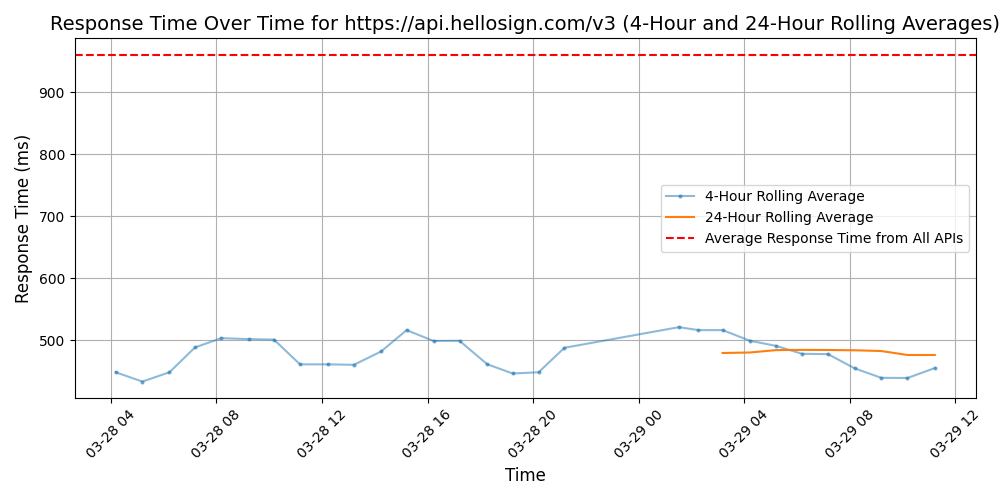 Response Time Over Time for https://api.hellosign.com/v3 (4-Hour and 24-Hour Rolling Averages)
Response Time (ms)
900
800
700
600
500
4-Hour Rolling Average
24-Hour Rolling Average
Average Response Time from All APIs
03-28 04
03-28 08
03-28 12
03-28 16
03-28 20
03-29 00
03-29 04
03-29 08
03-29 12
Time